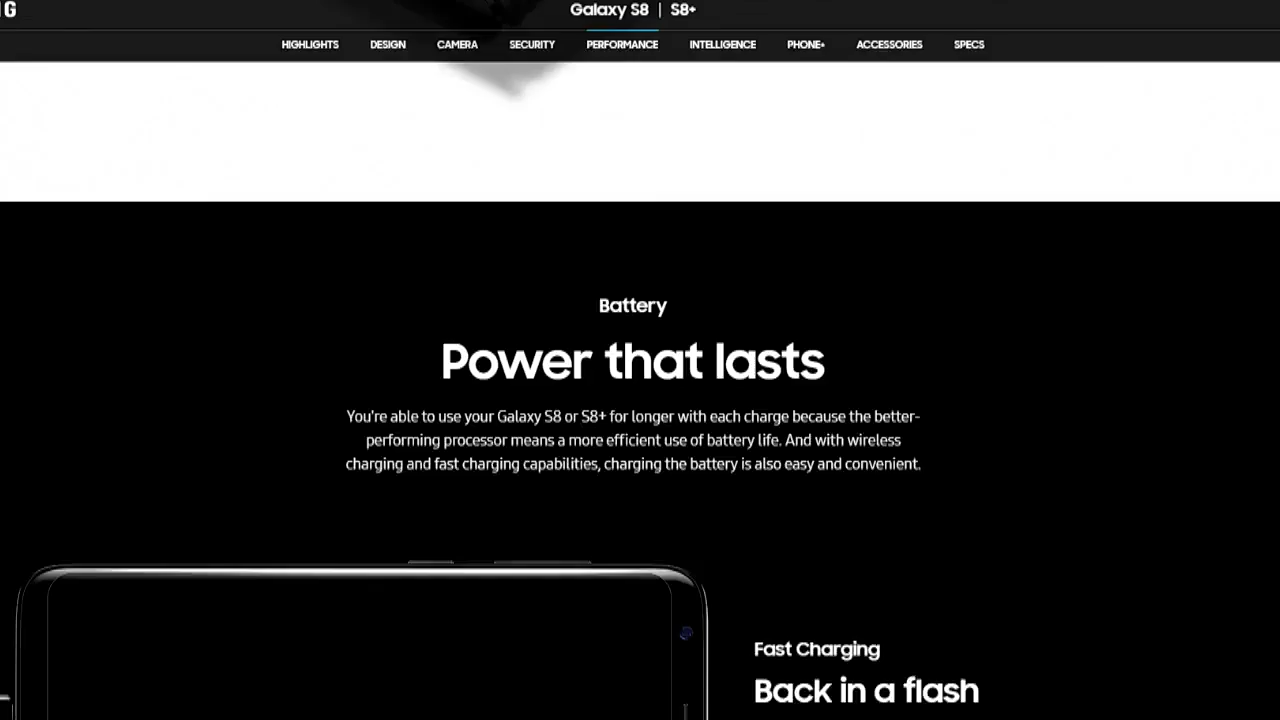 Galaxy S8 | S8+
HIGHLIGHTS DESIGN CAMERA SECURITY PERFORMANCE INTELLIGENCE PHONE+ ACCESSORIES SPECS
Battery
Power that lasts
You're able to use your Galaxy S8 or S8+ for longer with each charge because the better-
performing processor means a more efficient use of battery life. And with wireless
charging and fast charging capabilities, charging the battery is also easy and convenient.
Fast Charging
Back in a flash